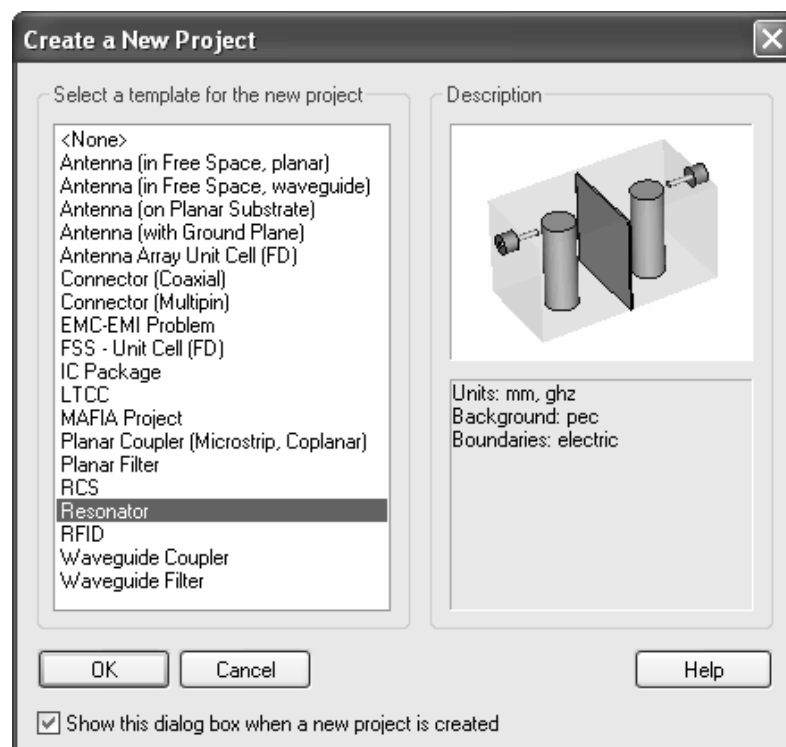 Create a New Project
Select a template for the new project
<None>
Antenna (in Free Space, planar)
Antenna (in Free Space, waveguide)
Antenna (on Planar Substrate)
Antenna (with Ground Plane)
Antenna Array Unit Cell (FD)
Connector (Coaxial)
Connector (Multipin)
EMC-EMI Problem
FSS - Unit Cell (FD)
IC Package
LTCC
MAFIA Project
Planar Coupler (Microstrip, Coplanar)
Planar Filter
RCS
Resonator
RFID
Waveguide Coupler
Waveguide Filter
Description
Units: mm, ghz
Background: pec
Boundaries: electric
OK
Cancel
Help
Show this dialog box when a new project is created